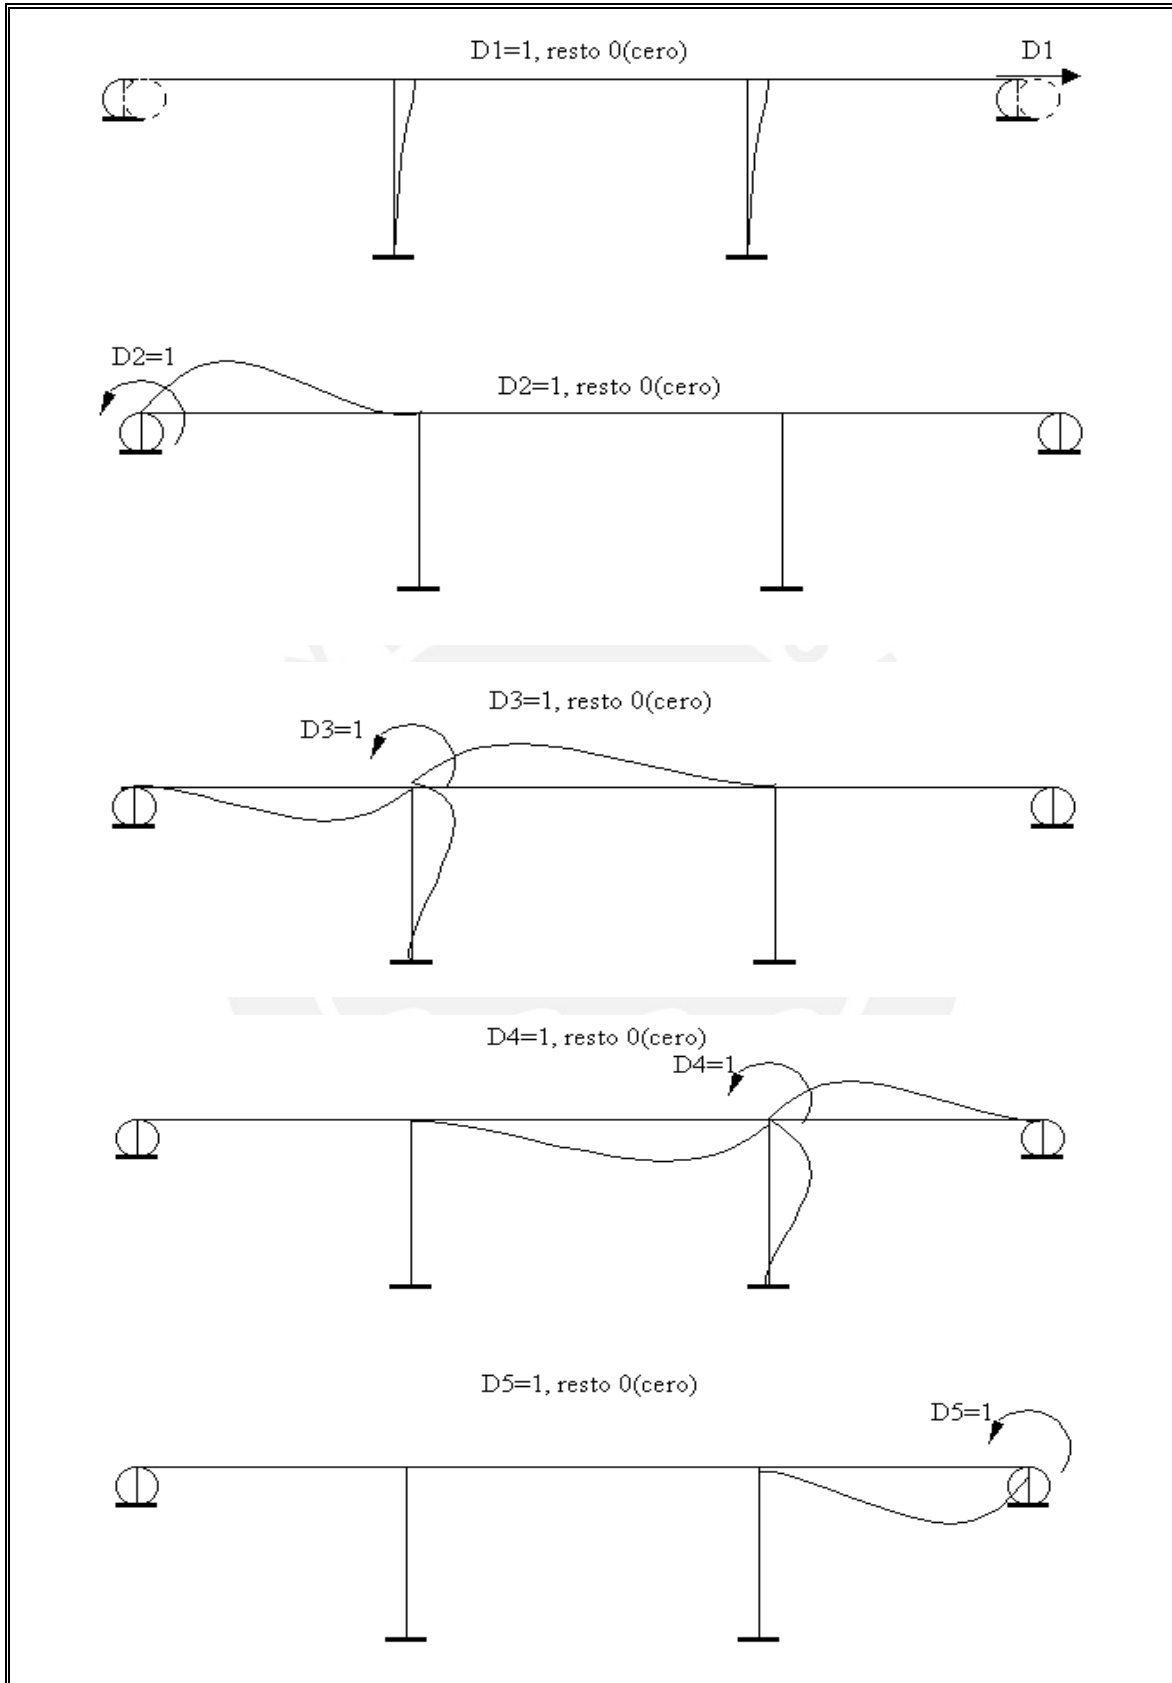 D1=1, resto 0(cero)
D1
D2=1
D2=1, resto 0(cero)
D3=1, resto 0(cero)
D3=1
D4=1, resto 0(cero)
D4=1
D5=1, resto 0(cero)
D5=1